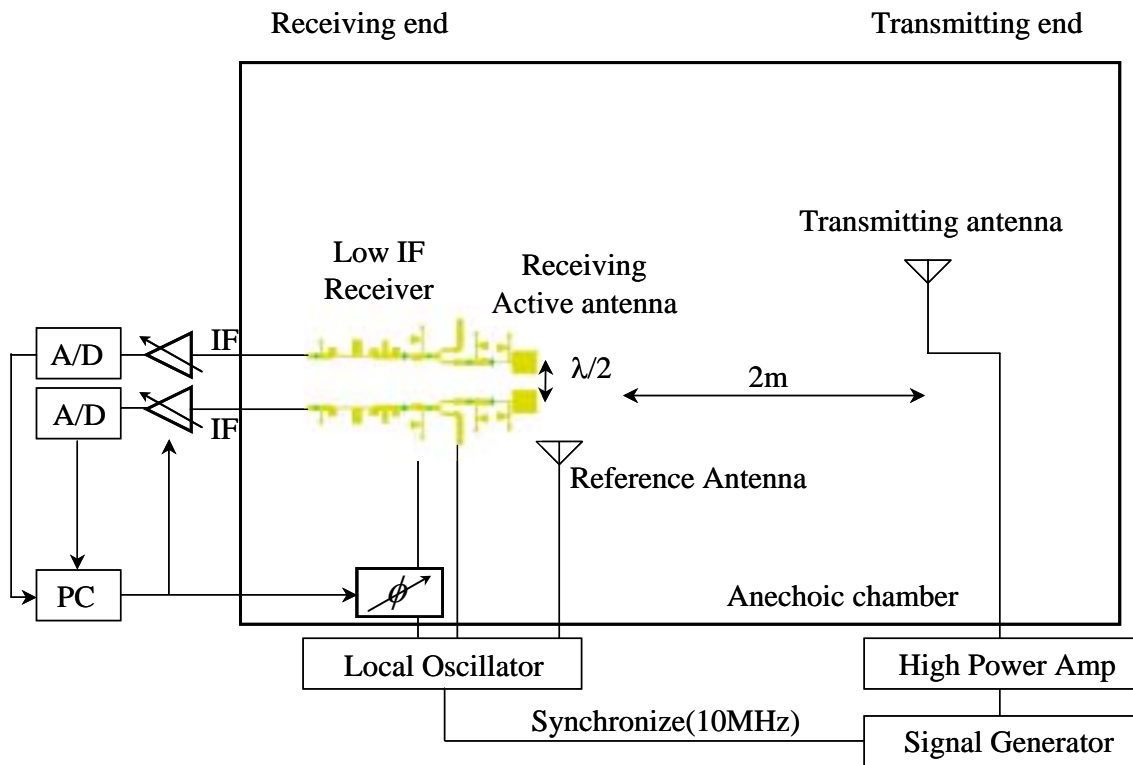 Receiving end
Transmitting end
Transmitting antenna
Low IF
Receiver
Receiving
Active antenna
A/D
IF
λ/2
2m
A/D
IF
Reference Antenna
PC
ϕ
Anechoic chamber
Local Oscillator
High Power Amp
Synchronize(10MHz)
Signal Generator